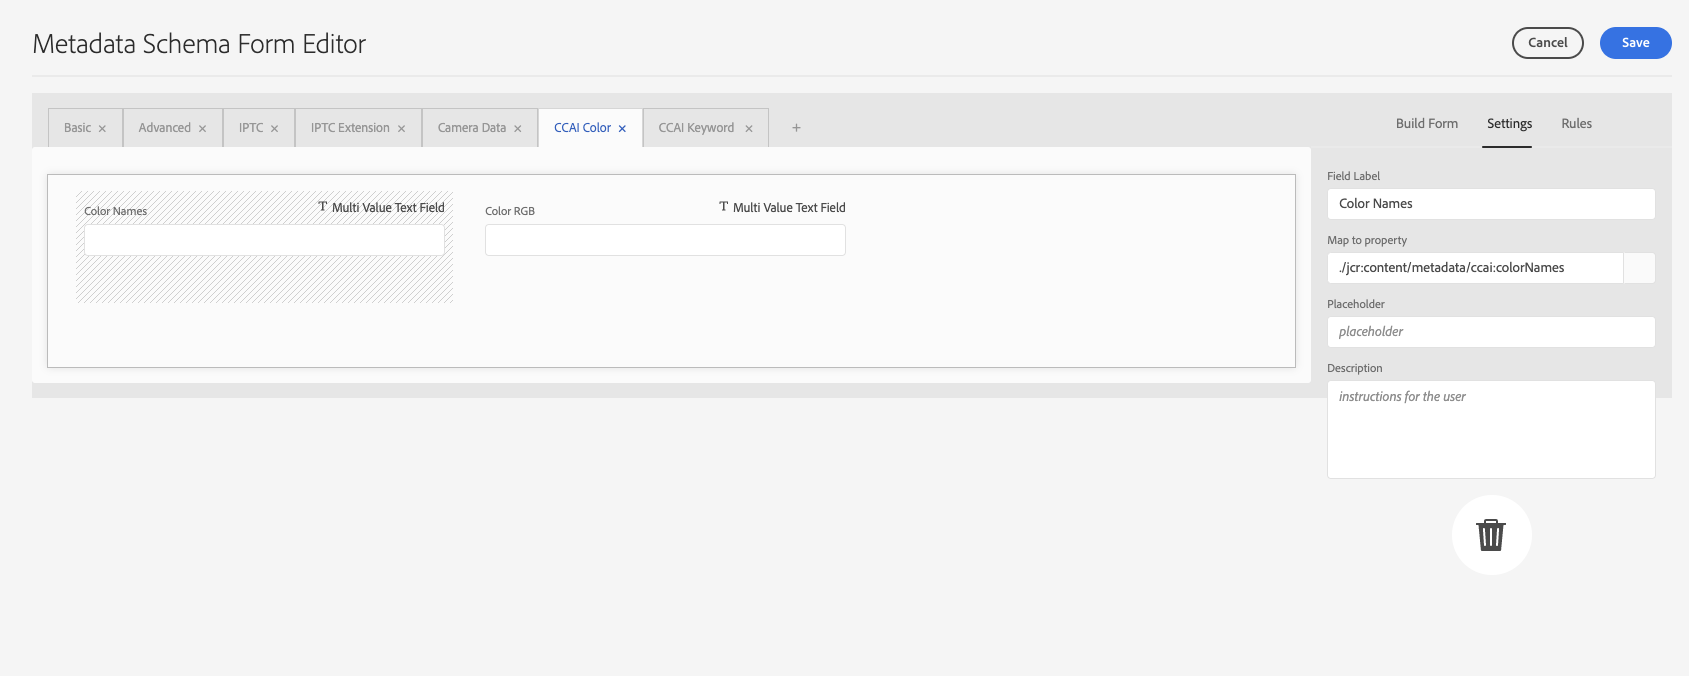 Metadata Schema Form Editor
Cancel
Save
Basic ×
Advanced ×
IPTC ×
IPTC Extension ×
Camera Data ×
CCAI Color ×
CCAI Keyword ×
+
Build Form
Settings
Rules
Color Names
T Multi Value Text Field
Color RGB
T Multi Value Text Field
Field Label
Color Names
Map to property
./jcr:content/metadata/ccai:colorNames
Placeholder
placeholder
Description
instructions for the user